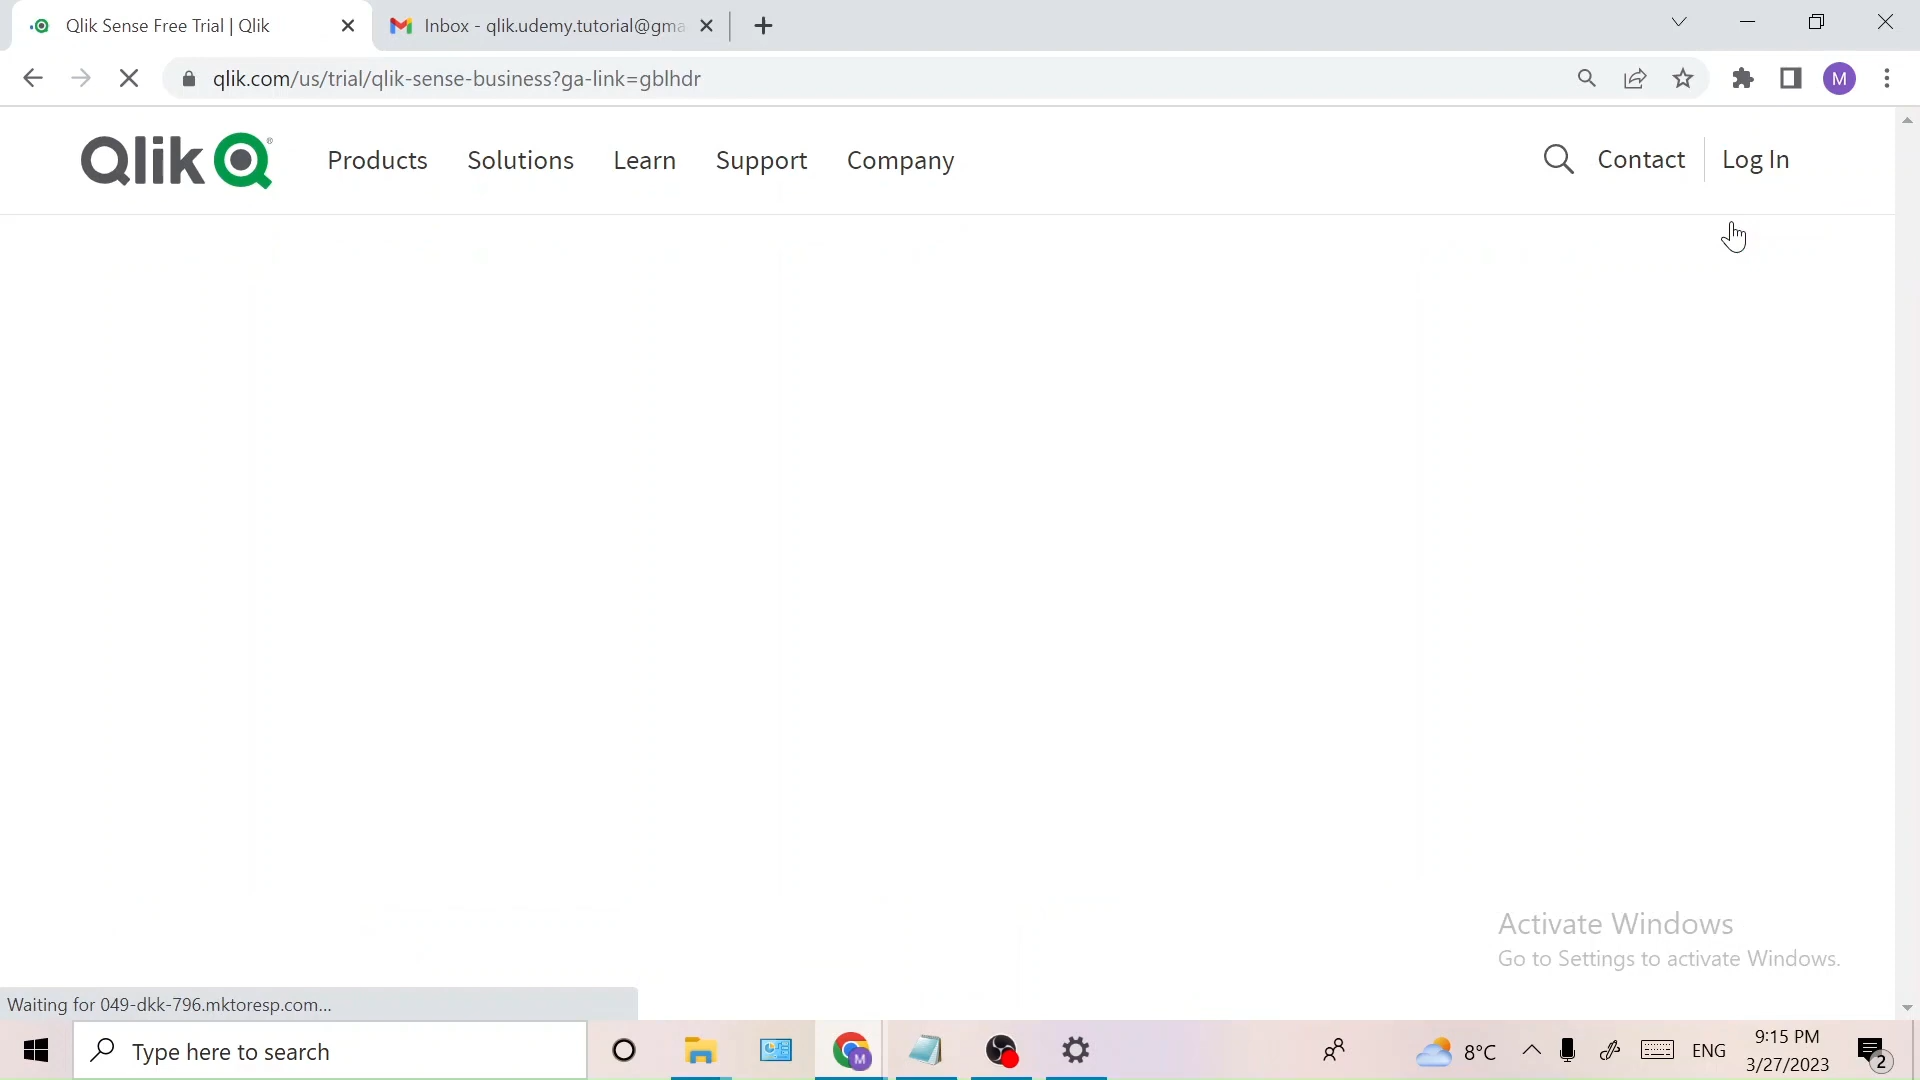 Qlik Sense Free Trial | Qlik
Inbox - qlik.udemy.tutorial@gma
qlik.com/us/trial/qlik-sense-business?ga-link=gblhdr
M
Qlik
Products
Solutions
Learn
Support
Company
Contact
Log In
Activate Windows
Go to Settings to activate Windows.
Waiting for 049-dkk-796.mktoresp.com...
Type here to search
M
8°C
ENG
9:15 PM
3/27/2023
2